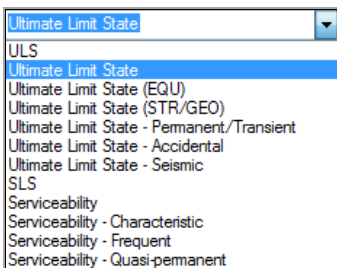 Ultimate Limit State
ULS
Ultimate Limit State
Ultimate Limit State (EQU)
Ultimate Limit State (STR/GEO)
Ultimate Limit State - Permanent/Transient
Ultimate Limit State - Accidental
Ultimate Limit State - Seismic
SLS
Serviceability
Serviceability - Characteristic
Serviceability - Frequent
Serviceability - Quasi-permanent